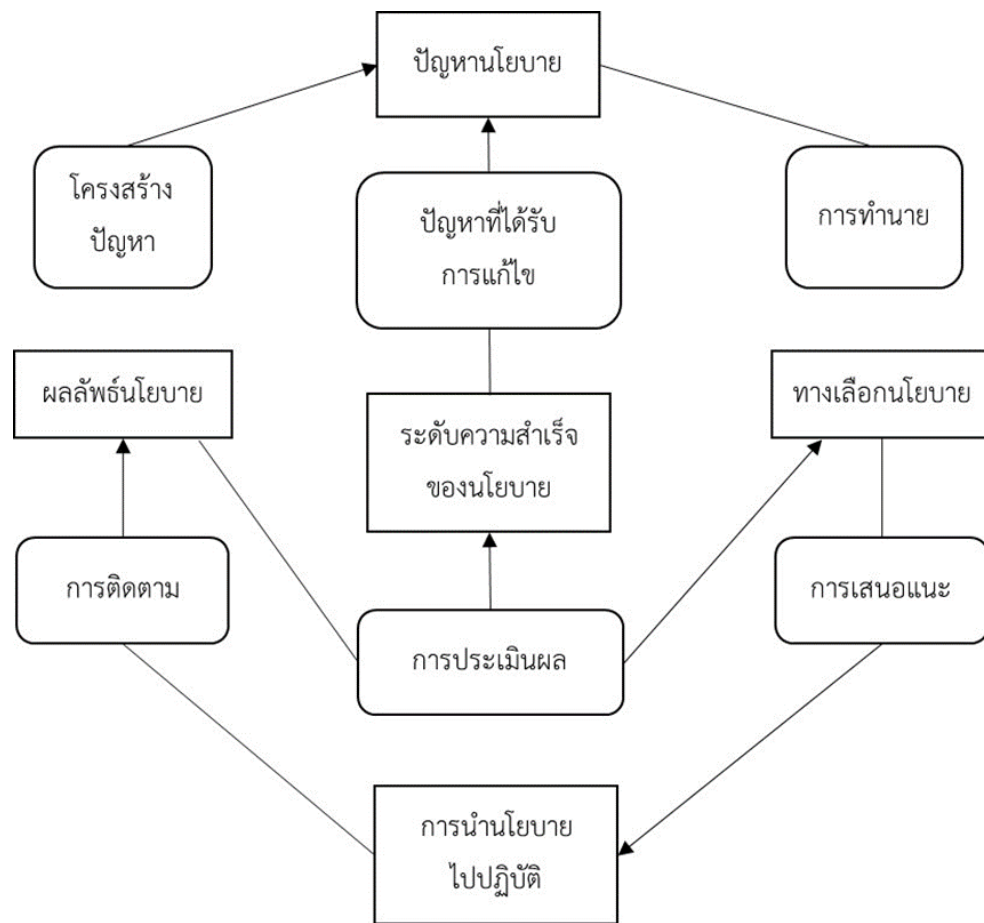 ปัญหานโยบาย
โครงสร้าง
ปัญหา
ปัญหาที่ได้รับ
การแก้ไข
การทำนาย
ผลลัพธ์นโยบาย
ระดับความสำเร็จ
ของนโยบาย
ทางเลือกนโยบาย
การติดตาม
การประเมินผล
การเสนอแนะ
การนำนโยบาย
ไปปฏิบัติ